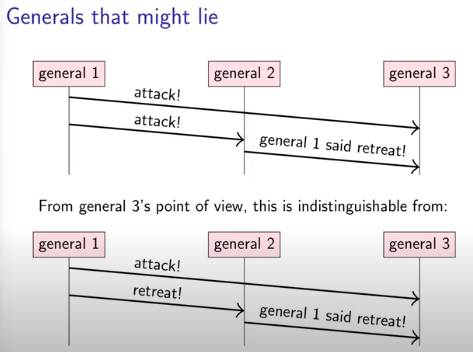 Generals that might lie
general 1
general 2
general 3
attack!
attack!
general 1 said retreat!
From general 3's point of view, this is indistinguishable from:
general 1
general 2
general 3
attack!
retreat!
general 1 said retreat!